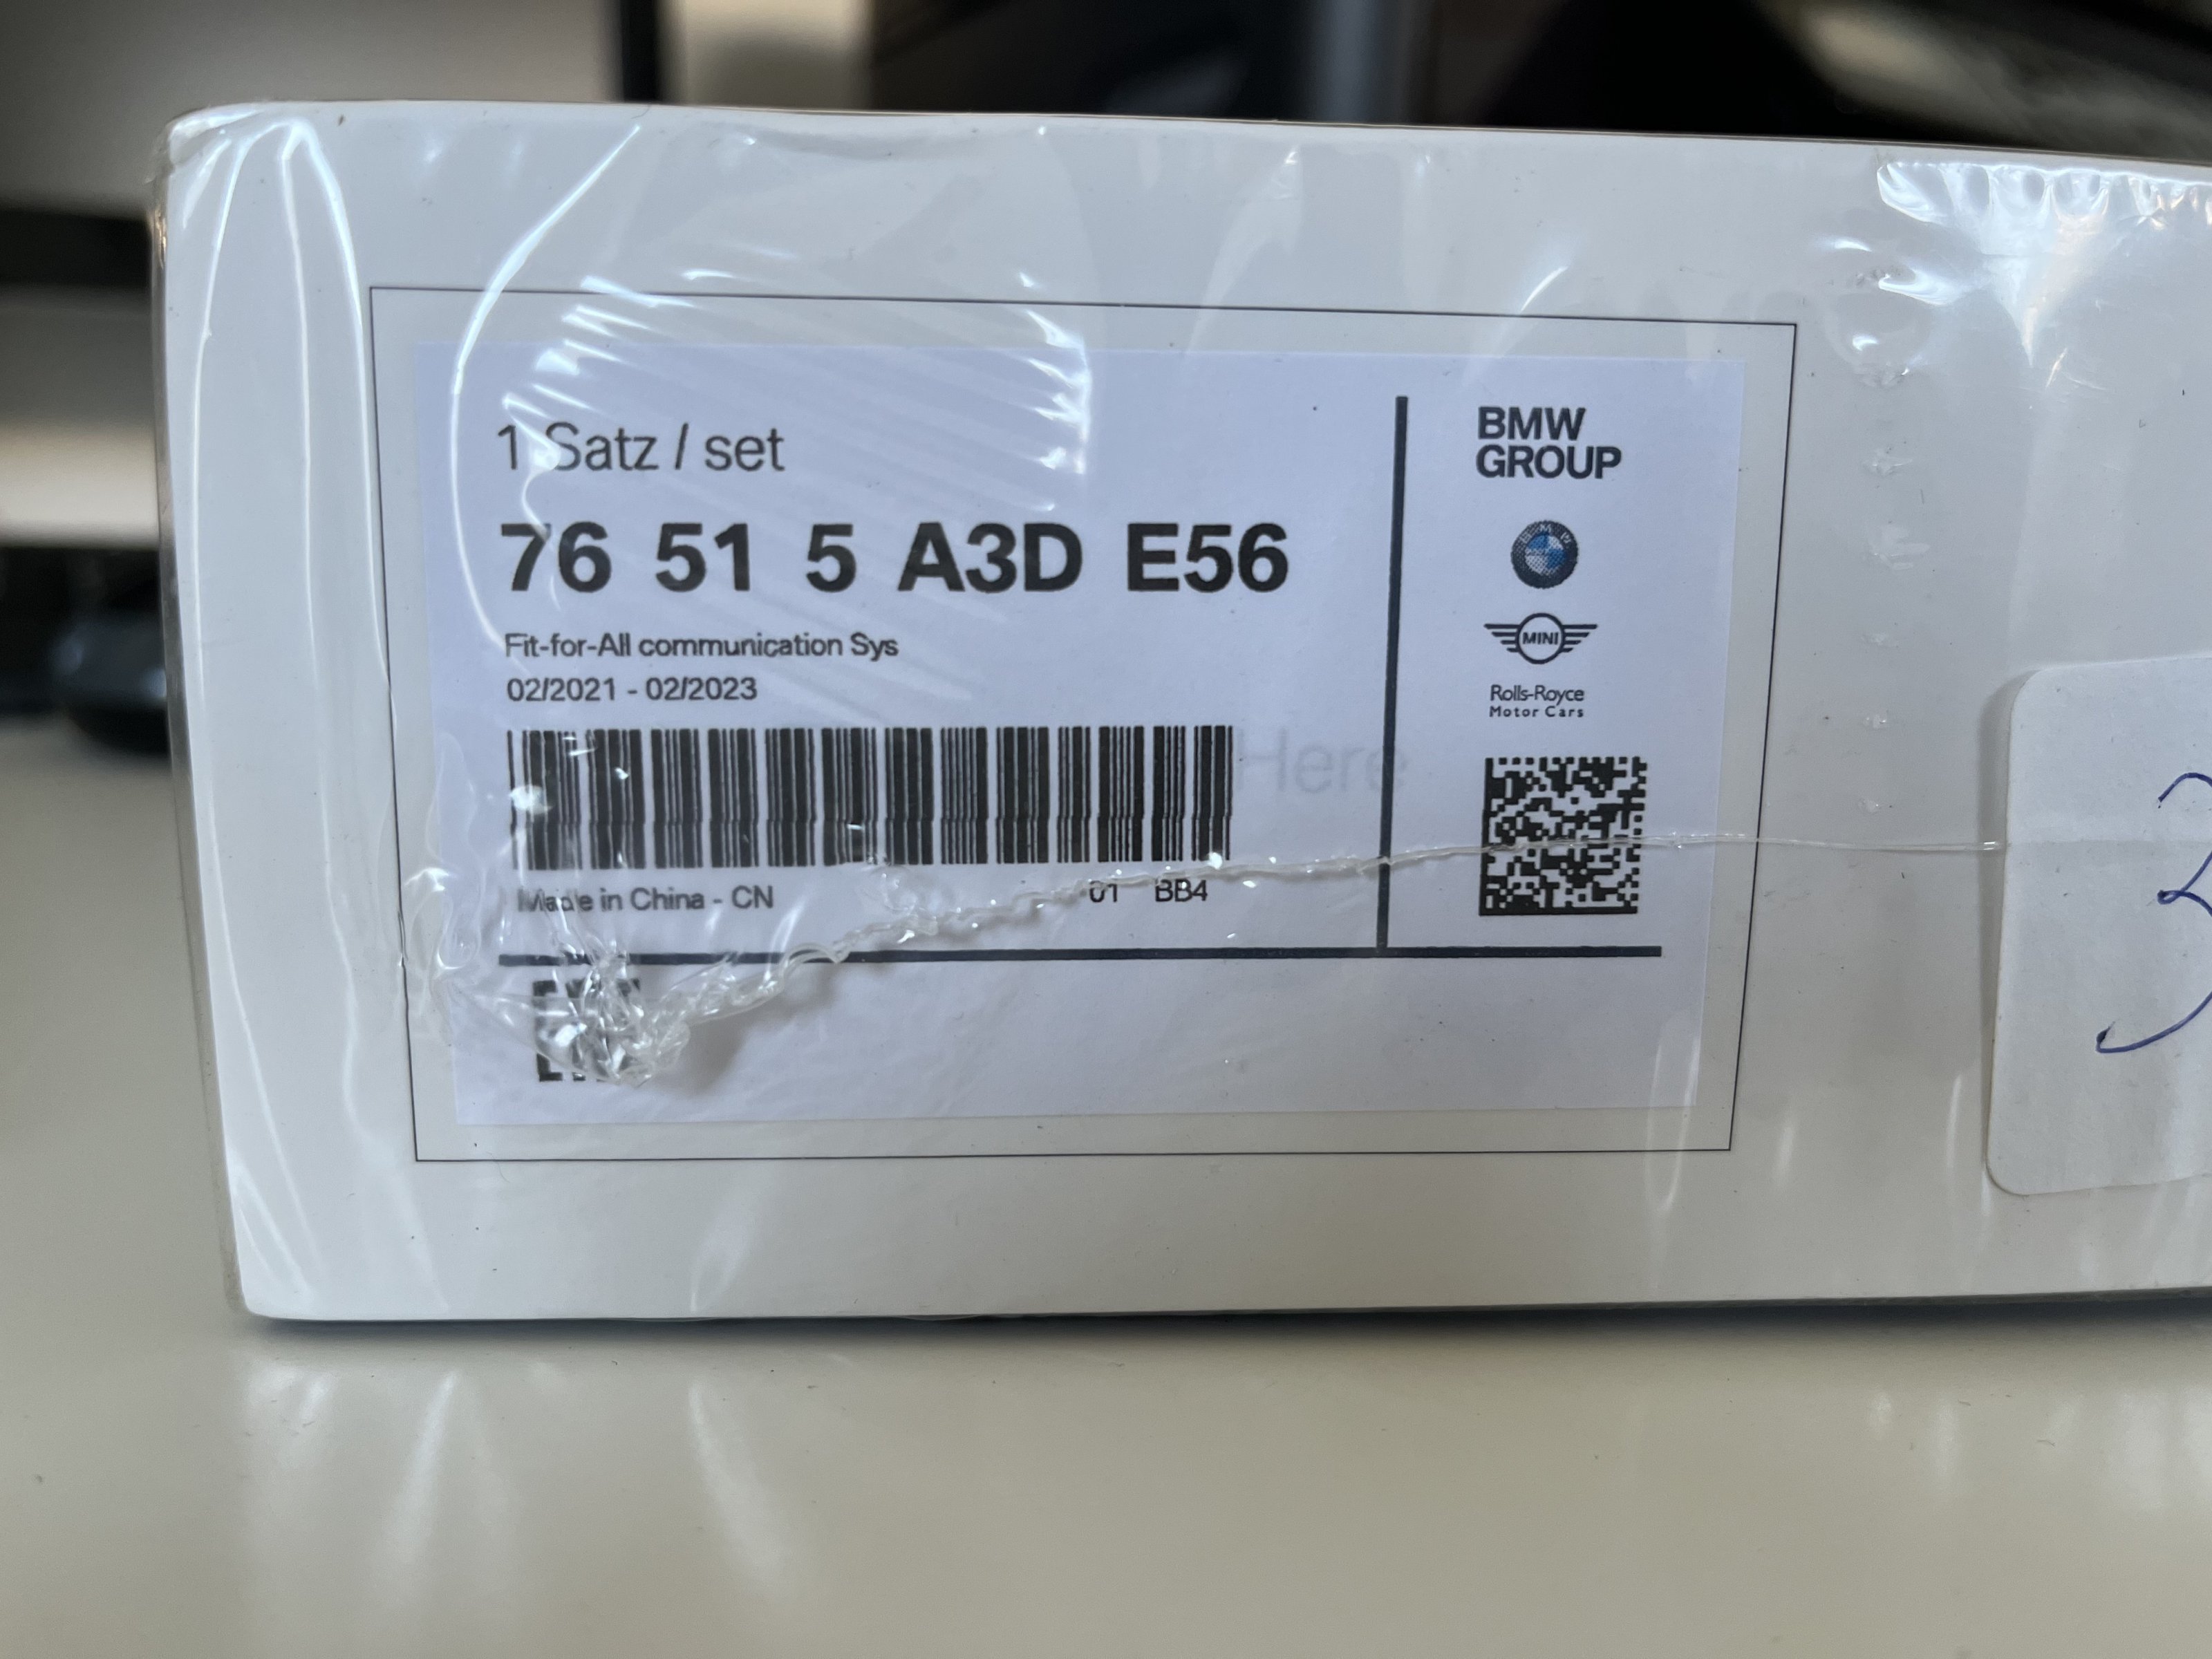 1 Satz / set
76 51 5 A3D E56
Fit-for-All communication Sys
02/2021 - 02/2023
Here
Made in China - CN
01 BB4
BMW
GROUP
MINI
Rolls-Royce
Motor Cars
3